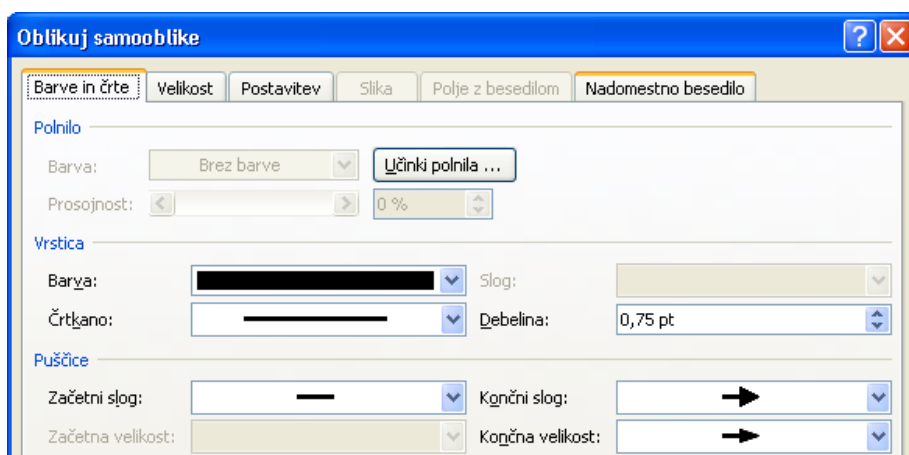 Oblikuj samooblike
Barve in črte Velikost Postavitev Slika Polje z besedilom Nadomestno besedilo
Polnilo
Barva: Brez barve Učinki polnila ...
Prosojnost: 0 %
Vrstica
Barva: Slog:
Črtkano: Debelina: 0,75 pt
Puščice
Začetni slog: Končni slog:
Začetna velikost: Končna velikost: